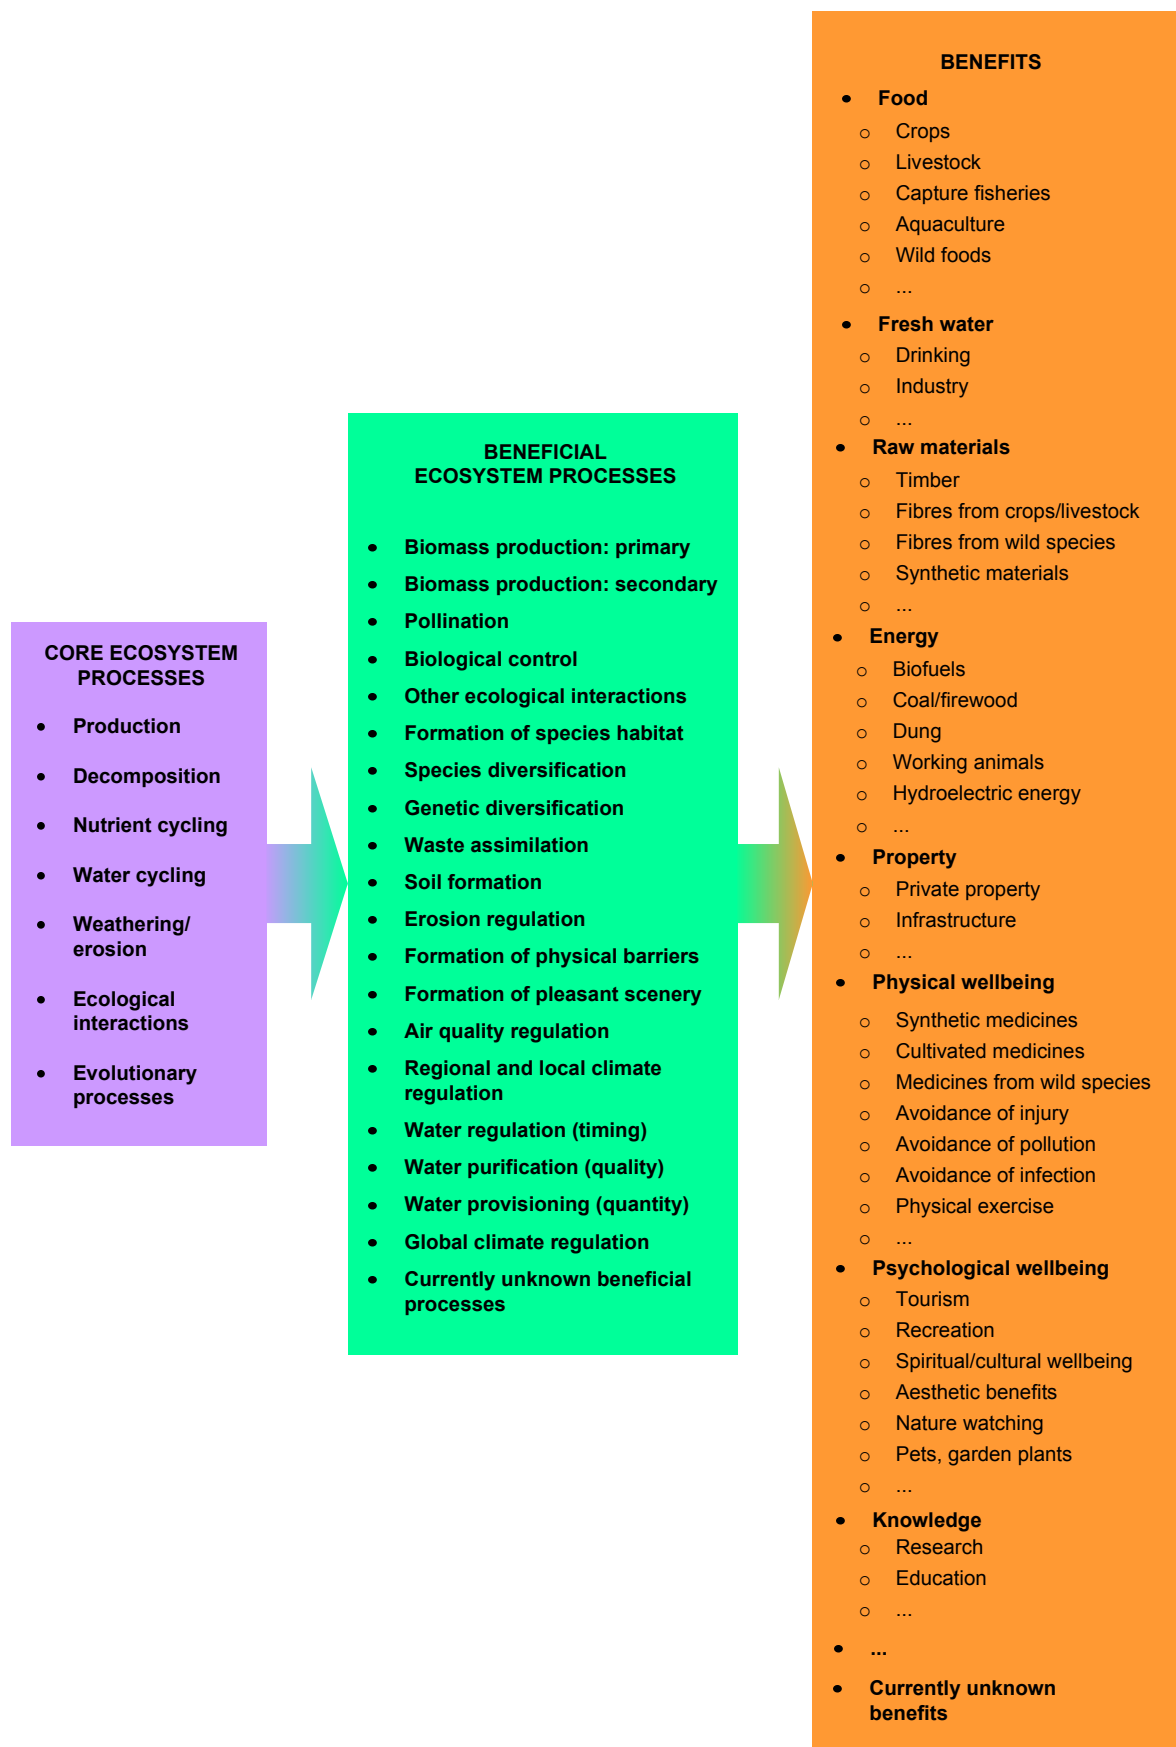 CORE ECOSYSTEM
PROCESSES
• Production
• Decomposition
• Nutrient cycling
• Water cycling
• Weathering/
erosion
• Ecological
interactions
• Evolutionary
processes
BENEFICIAL
ECOSYSTEM PROCESSES
• Biomass production: primary
• Biomass production: secondary
• Pollination
• Biological control
• Other ecological interactions
• Formation of species habitat
• Species diversification
• Genetic diversification
• Waste assimilation
• Soil formation
• Erosion regulation
• Formation of physical barriers
• Formation of pleasant scenery
• Air quality regulation
• Regional and local climate
regulation
• Water regulation (timing)
• Water purification (quality)
• Water provisioning (quantity)
• Global climate regulation
• Currently unknown beneficial
processes
BENEFITS
• Food
o Crops
o Livestock
o Capture fisheries
o Aquaculture
o Wild foods
o ...
• Fresh water
o Drinking
o Industry
o ...
• Raw materials
o Timber
o Fibres from crops/livestock
o Fibres from wild species
o Synthetic materials
o ...
• Energy
o Biofuels
o Coal/firewood
o Dung
o Working animals
o Hydroelectric energy
o ...
• Property
o Private property
o Infrastructure
o ...
• Physical wellbeing
o Synthetic medicines
o Cultivated medicines
o Medicines from wild species
o Avoidance of injury
o Avoidance of pollution
o Avoidance of infection
o Physical exercise
o ...
• Psychological wellbeing
o Tourism
o Recreation
o Spiritual/cultural wellbeing
o Aesthetic benefits
o Nature watching
o Pets, garden plants
o ...
• Knowledge
o Research
o Education
o ...
• ...
• Currently unknown
benefits